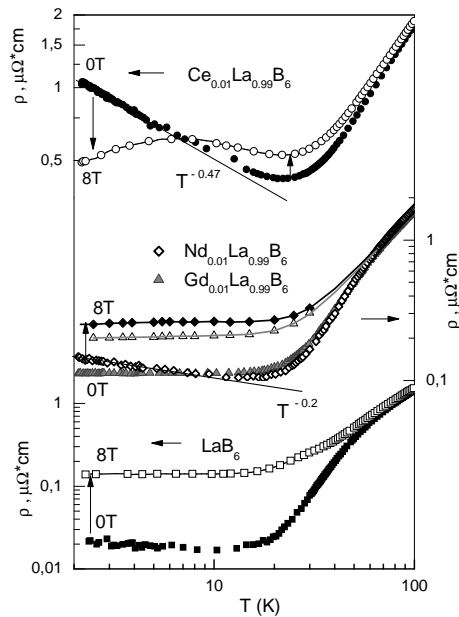 2
0T
Ce₀.₀₁La₀.₉₉B₆
ρ , μΩ*cm
1
0,5
8T
T⁻⁰·⁴⁷
Nd₀.₀₁La₀.₉₉B₆
Gd₀.₀₁La₀.₉₉B₆
1
ρ , μΩ*cm
8T
0T
T⁻⁰·²
0,1
1
8T
LaB₆
ρ , μΩ*cm
0,1
0T
0,01
10
100
T (K)